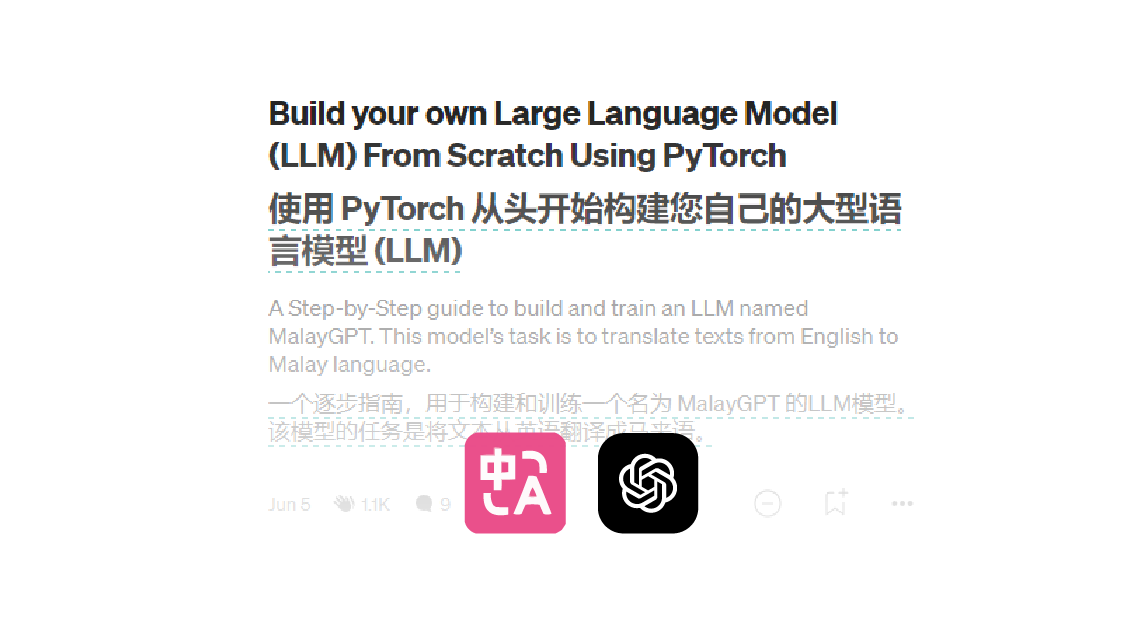 Build your own Large Language Model
(LLM) From Scratch Using PyTorch
使用 PyTorch 从头开始构建您自己的大型语
言模型 (LLM)
A Step-by-Step guide to build and train an LLM named
MalayGPT. This model's task is to translate texts from English to
Malay language.
一个逐步指南，用于构建和训练一个名为 MalayGPT 的LLM模型。
该模型的任务是将文本从英语翻译成马来语。
Jun 5 1.1K 9
中 A